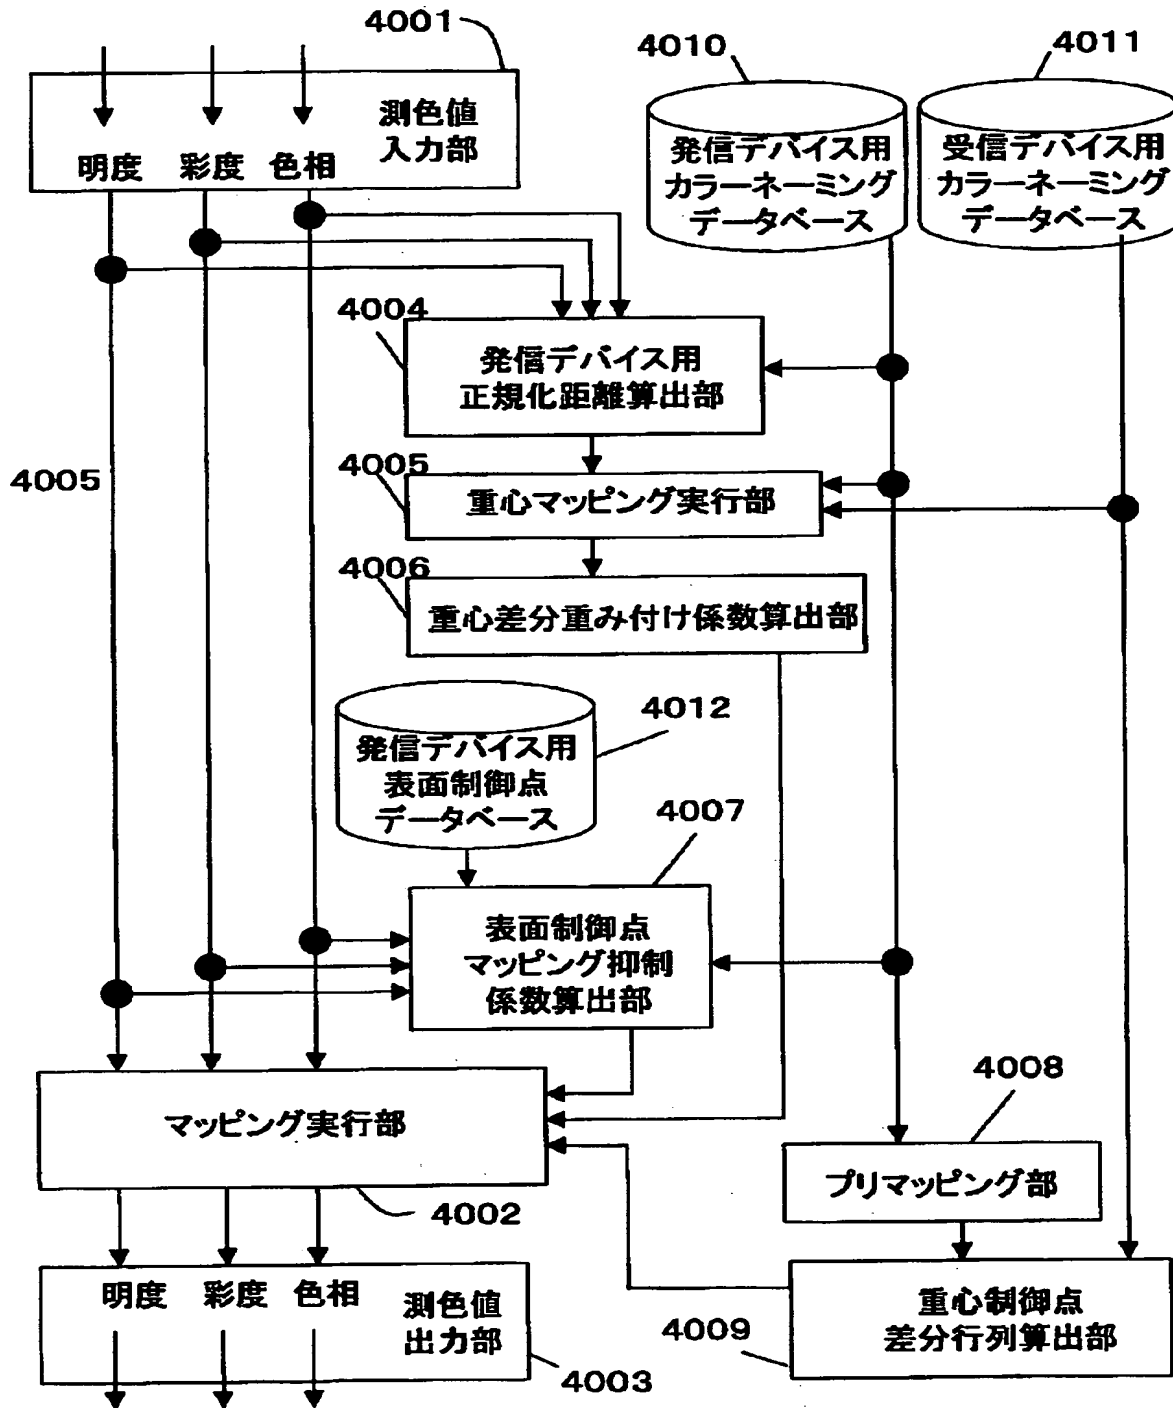 4001
4010
4011
測色値
入力部
明度 彩度 色相
発信デバイス用
カラーネーミング
データベース
受信デバイス用
カラーネーミング
データベース
4004
発信デバイス用
正規化距離算出部
4005
4005
重心マッピング実行部
4006
重心差分重み付け係数算出部
4012
発信デバイス用
表面制御点
データベース
4007
表面制御点
マッピング抑制
係数算出部
4008
マッピング実行部
プリマッピング部
4002
明度 彩度 色相
測色値
出力部
4003
重心制御点
差分行列算出部
4009